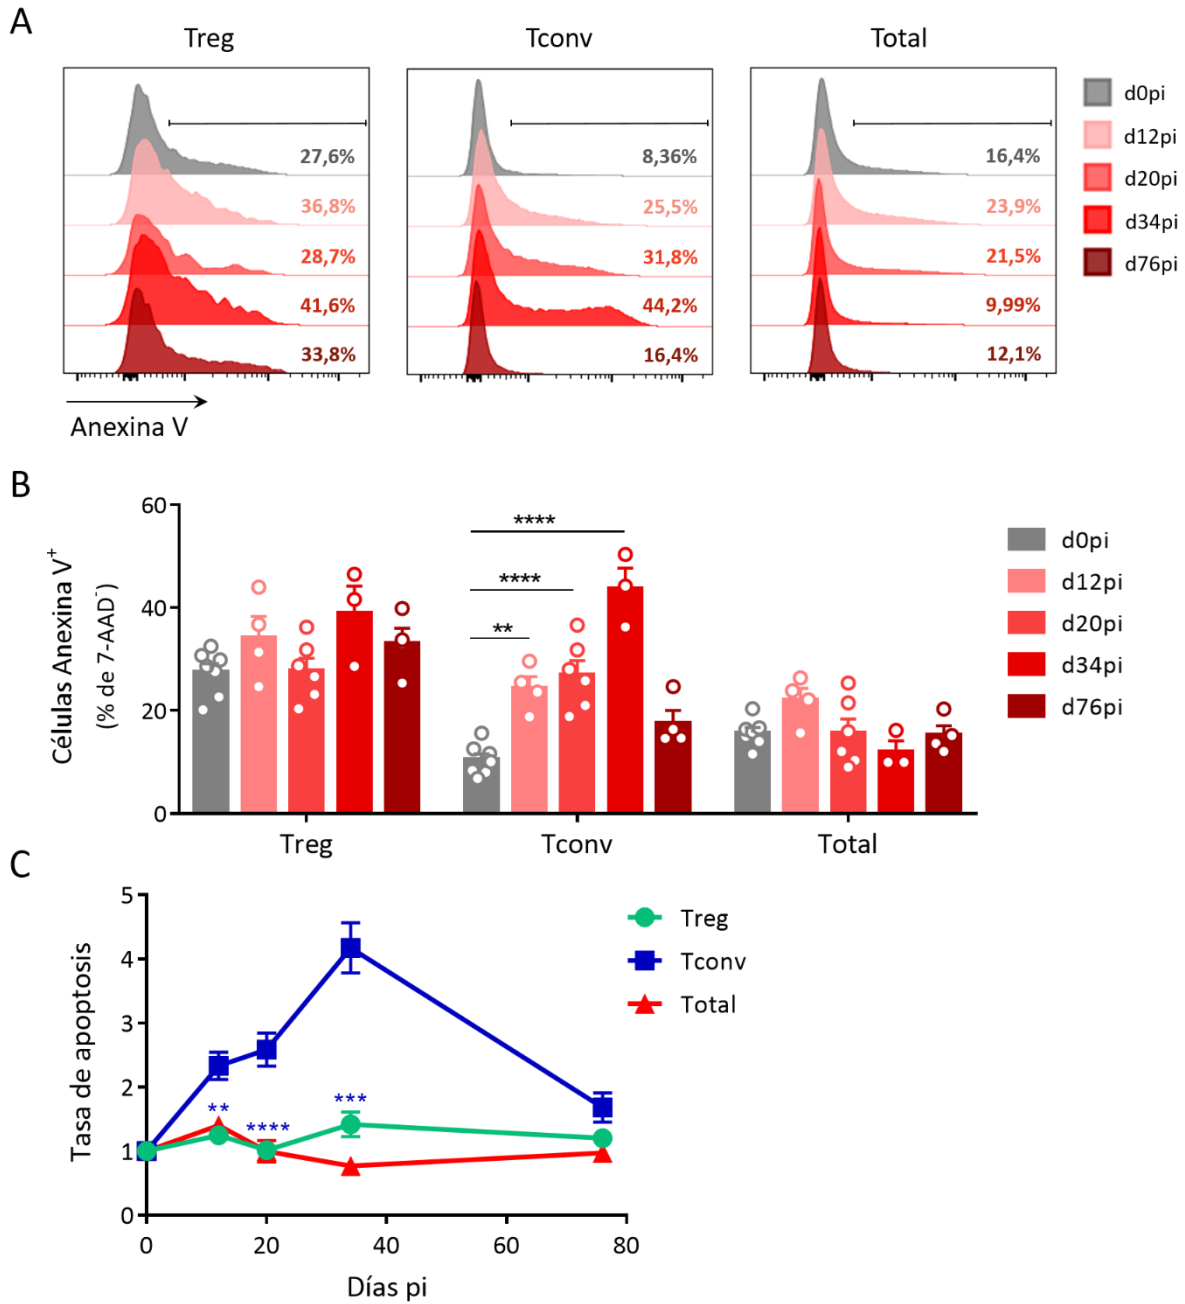 A
Treg
Tconv
Total
27,6%
36,8%
28,7%
41,6%
33,8%
8,36%
25,5%
31,8%
44,2%
16,4%
16,4%
23,9%
21,5%
9,99%
12,1%
d0pi
d12pi
d20pi
d34pi
d76pi
Anexina V
B
Células Anexina V+
(% de 7-AAD-)
60
40
20
0
**
****
****
Treg
Tconv
Total
d0pi
d12pi
d20pi
d34pi
d76pi
C
Tasa de apoptosis
5
4
3
2
1
0
**
****
***
0
20
40
60
80
Días pi
Treg
Tconv
Total